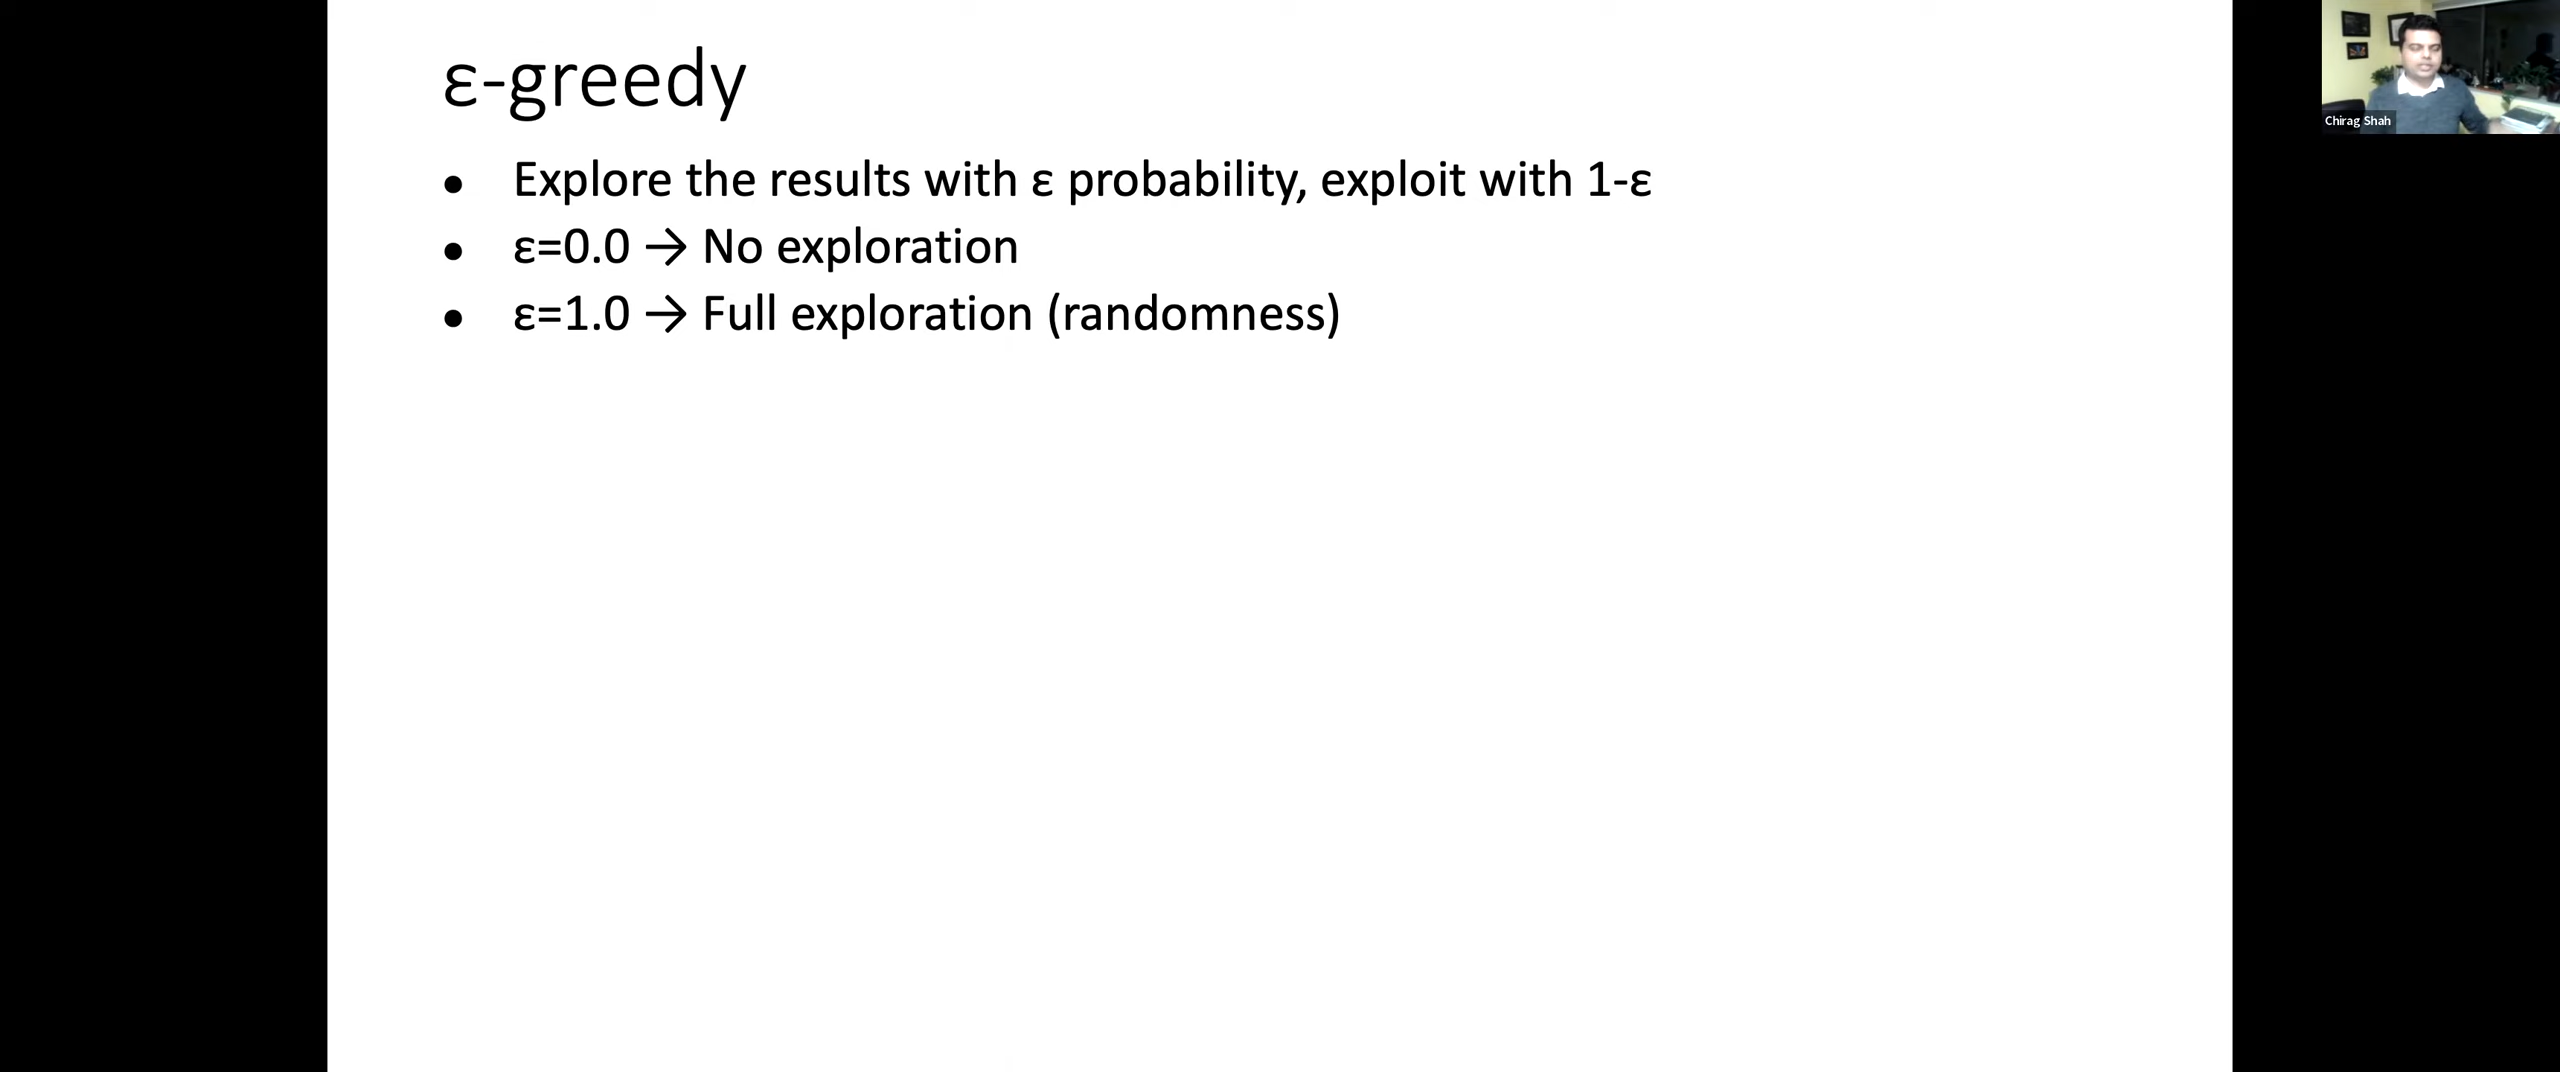 ε-greedy
• Explore the results with ε probability, exploit with 1-ε
• ε=0.0 → No exploration
• ε=1.0 → Full exploration (randomness)
Chirag Shah